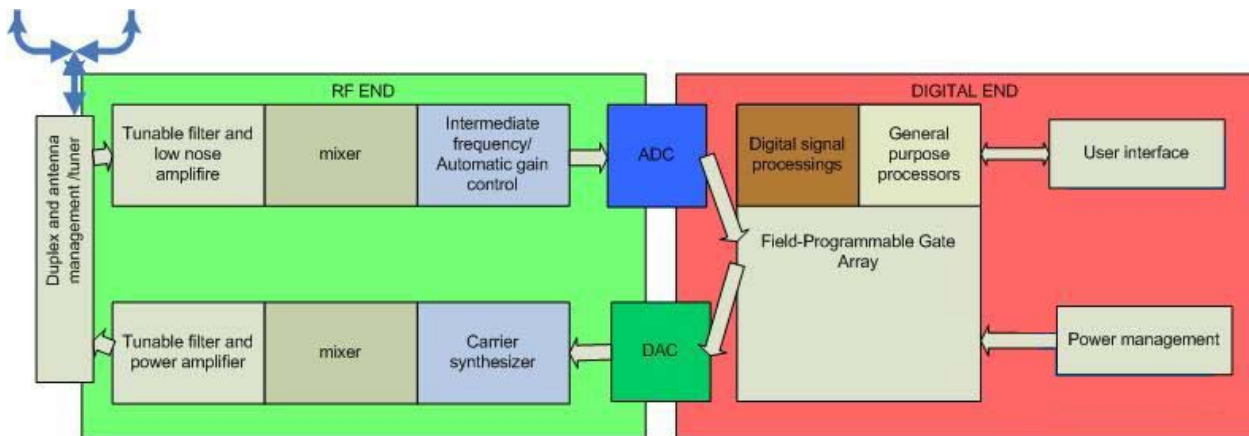 RF END
DIGITAL END
Duplex and antenna
management /tuner
Tunable filter and
low nose
amplifire
mixer
Intermediate
frequency/
Automatic gain
control
ADC
Digital signal
processings
General
purpose
processors
User interface
Field-Programmable Gate
Array
Tunable filter and
power amplifier
mixer
Carrier
synthesizer
DAC
Power management